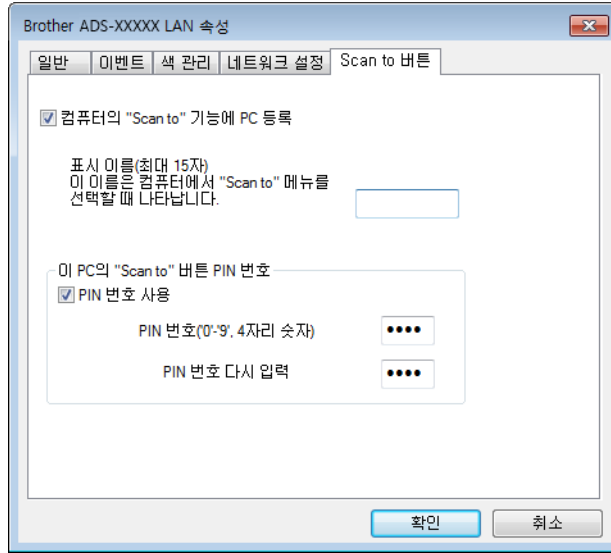 Brother ADS-XXXXX LAN 속성
일반 이벤트 색 관리 네트워크 설정 Scan to 버튼
컴퓨터의 "Scan to" 기능에 PC 등록
표시 이름(최대 15자)
이 이름은 컴퓨터에서 "Scan to" 메뉴를
선택할 때 나타납니다.
이 PC의 "Scan to" 버튼 PIN 번호
PIN 번호 사용
PIN 번호('0'-'9', 4자리 숫자) ••••
PIN 번호 다시 입력 ••••
확인 취소